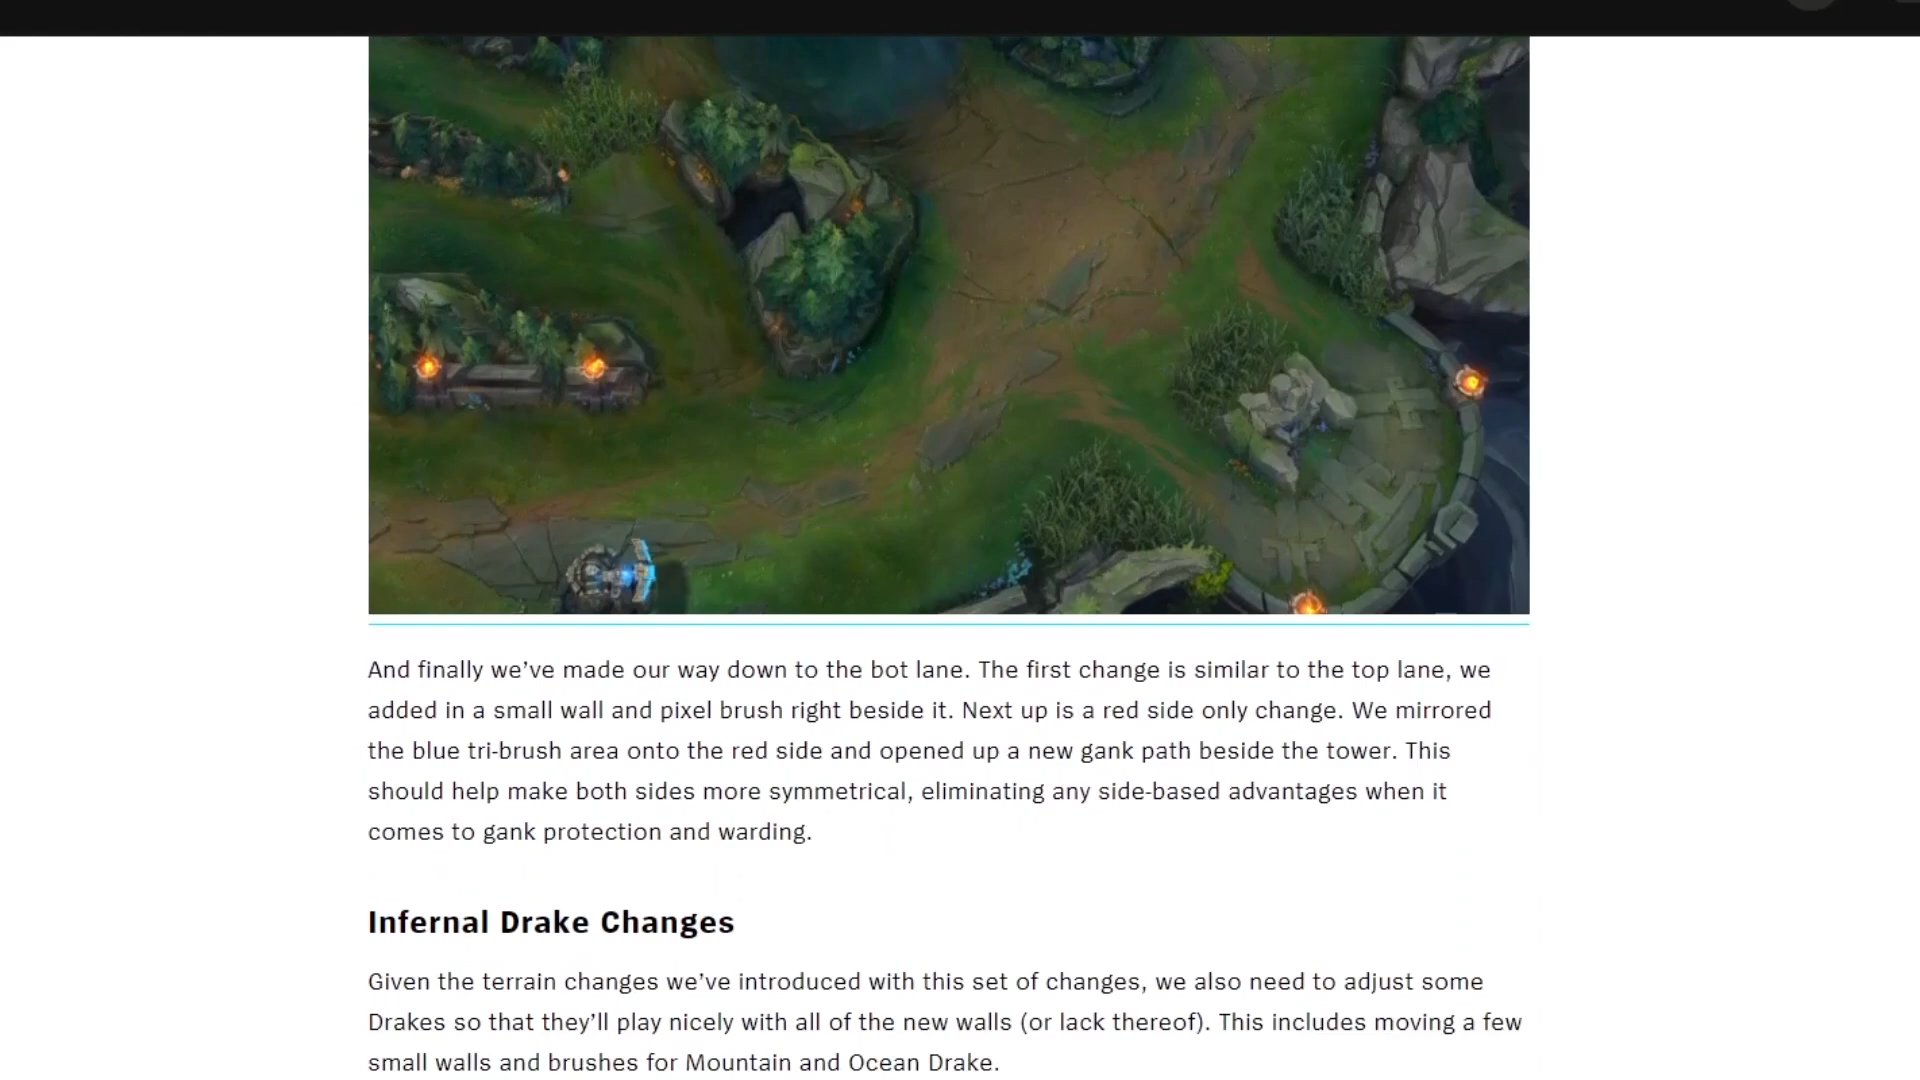 And finally we’ve made our way down to the bot lane. The first change is similar to the top lane, we
added in a small wall and pixel brush right beside it. Next up is a red side only change. We mirrored
the blue tri-brush area onto the red side and opened up a new gank path beside the tower. This
should help make both sides more symmetrical, eliminating any side-based advantages when it
comes to gank protection and warding.
Infernal Drake Changes
Given the terrain changes we’ve introduced with this set of changes, we also need to adjust some
Drakes so that they’ll play nicely with all of the new walls (or lack thereof). This includes moving a few
small walls and brushes for Mountain and Ocean Drake.